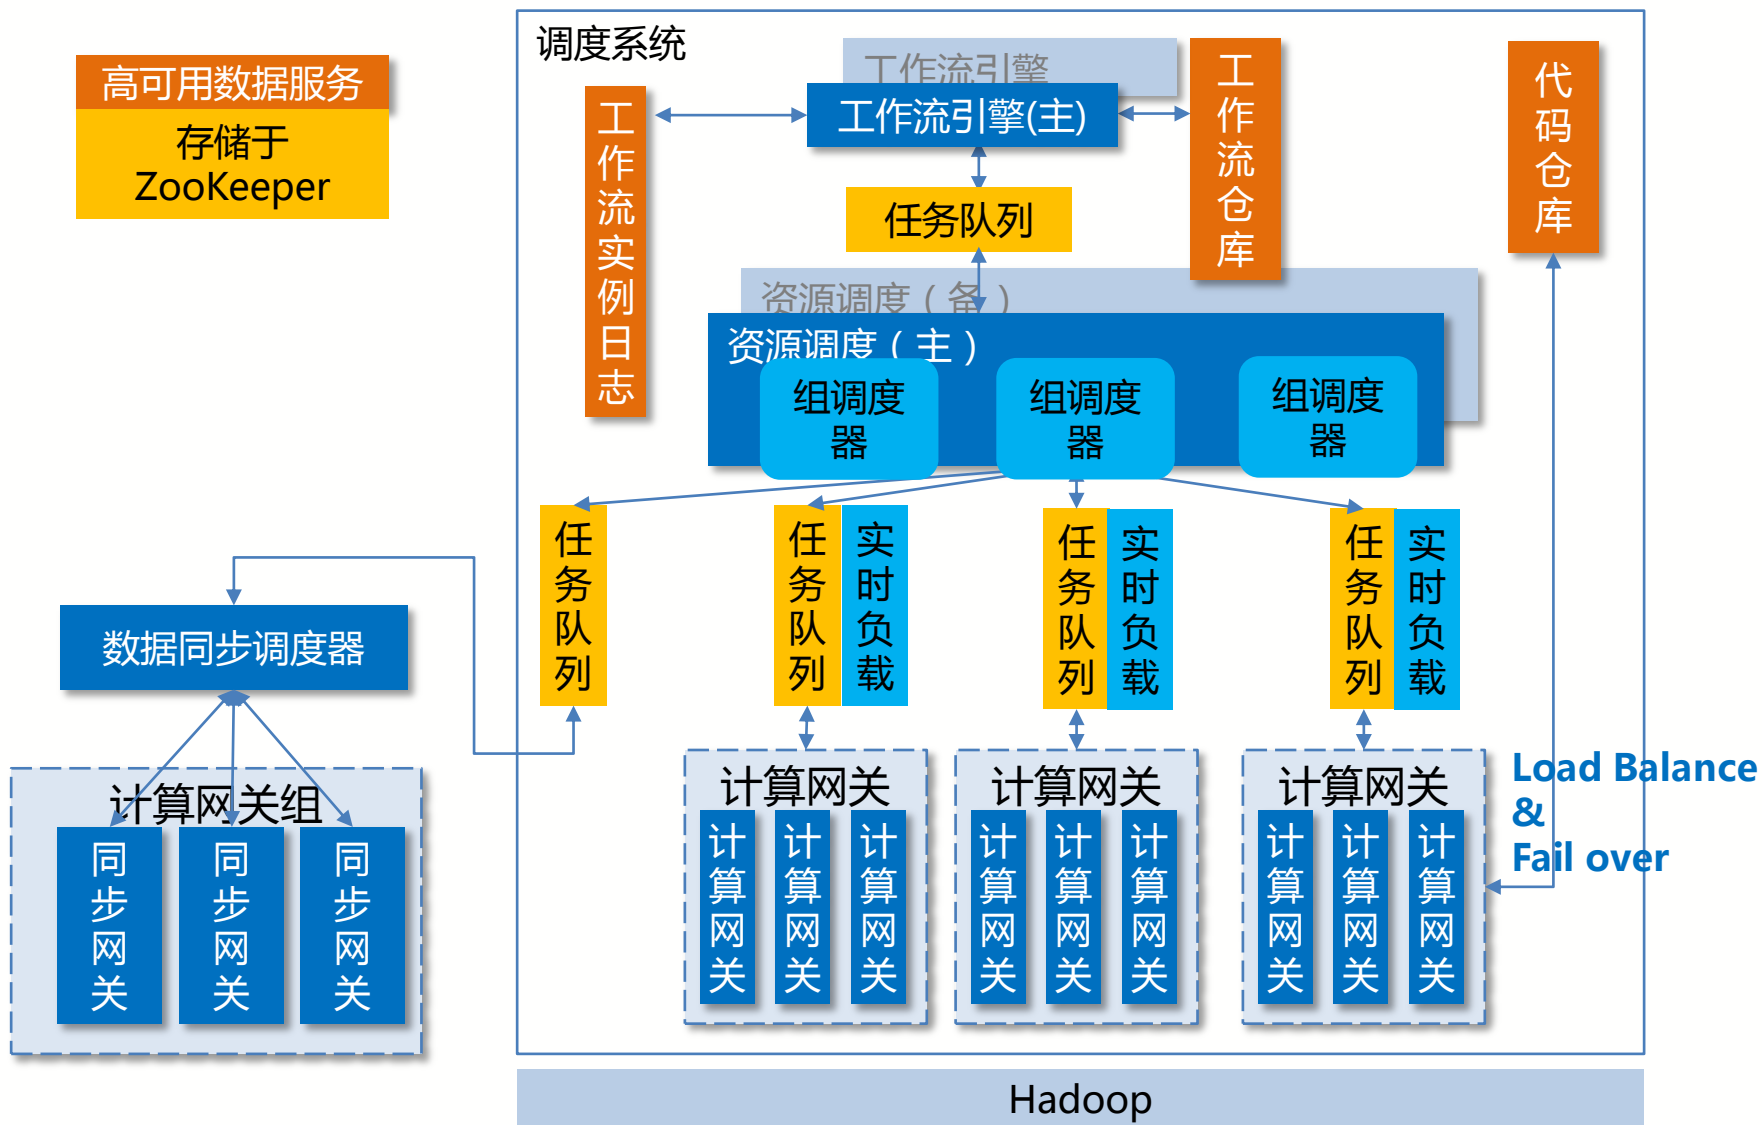 调度系统
高可用数据服务
存储于
ZooKeeper
工作流引擎
工作流引擎(主)
工作流实例日志
工作流仓库
代码仓库
任务队列
资源调度（备）
资源调度（主）
组调度
器
组调度
器
组调度
器
任务队列
任务队列
实时负载
任务队列
实时负载
任务队列
实时负载
数据同步调度器
计算网关组
同步网关
同步网关
同步网关
计算网关
计算网关
计算网关
计算网关
计算网关
计算网关
计算网关
计算网关
计算网关
计算网关
计算网关
计算网关
Load Balance
&
Fail over
Hadoop